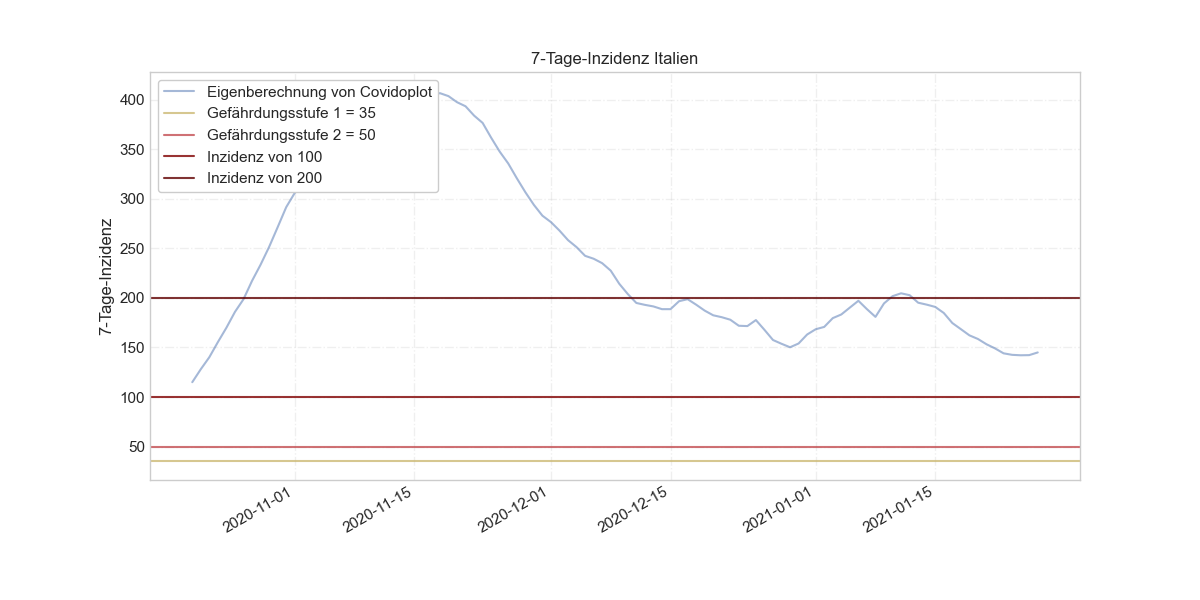 7-Tage-Inzidenz Italien
Eigenberechnung von Covidoplot
Gefährdungsstufe 1 = 35
Gefährdungsstufe 2 = 50
Inzidenz von 100
Inzidenz von 200
7-Tage-Inzidenz
400
350
300
250
200
150
100
50
2020-11-01
2020-11-15
2020-12-01
2020-12-15
2021-01-01
2021-01-15